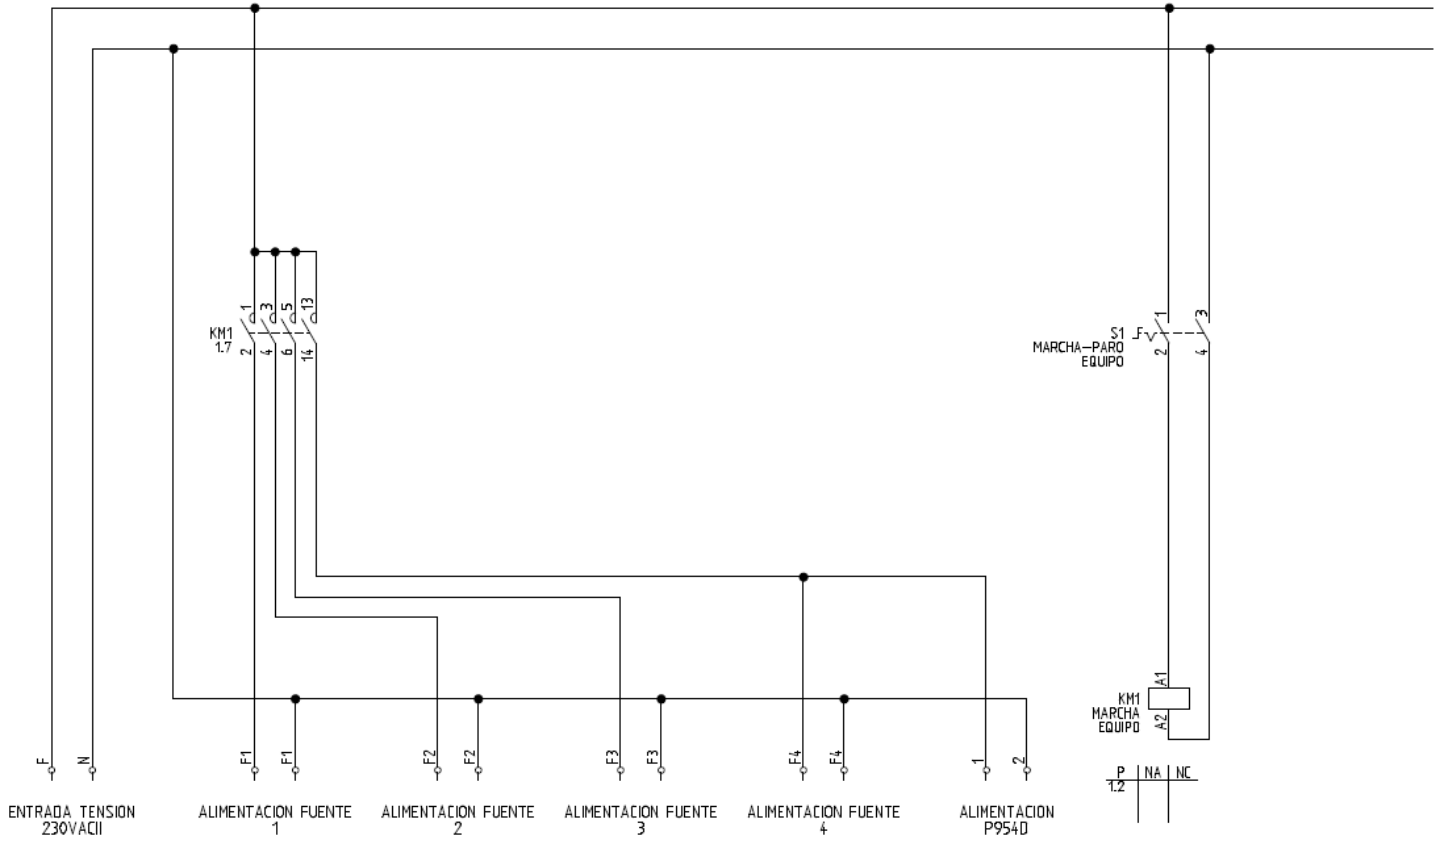 1
3
5
13
KM1
1.7
2
4
6
14
1
3
S1
MARCHA-PARO
EQUIPO
2
4
A1
KM1
MARCHA
EQUIPO
A2
F
N
F1
F1
F2
F2
F3
F3
F4
F4
1
2
P NA NC
1.2
ENTRADA TENSION
230VACII
ALIMENTACION FUENTE
1
ALIMENTACION FUENTE
2
ALIMENTACION FUENTE
3
ALIMENTACION FUENTE
4
ALIMENTACION
P954D